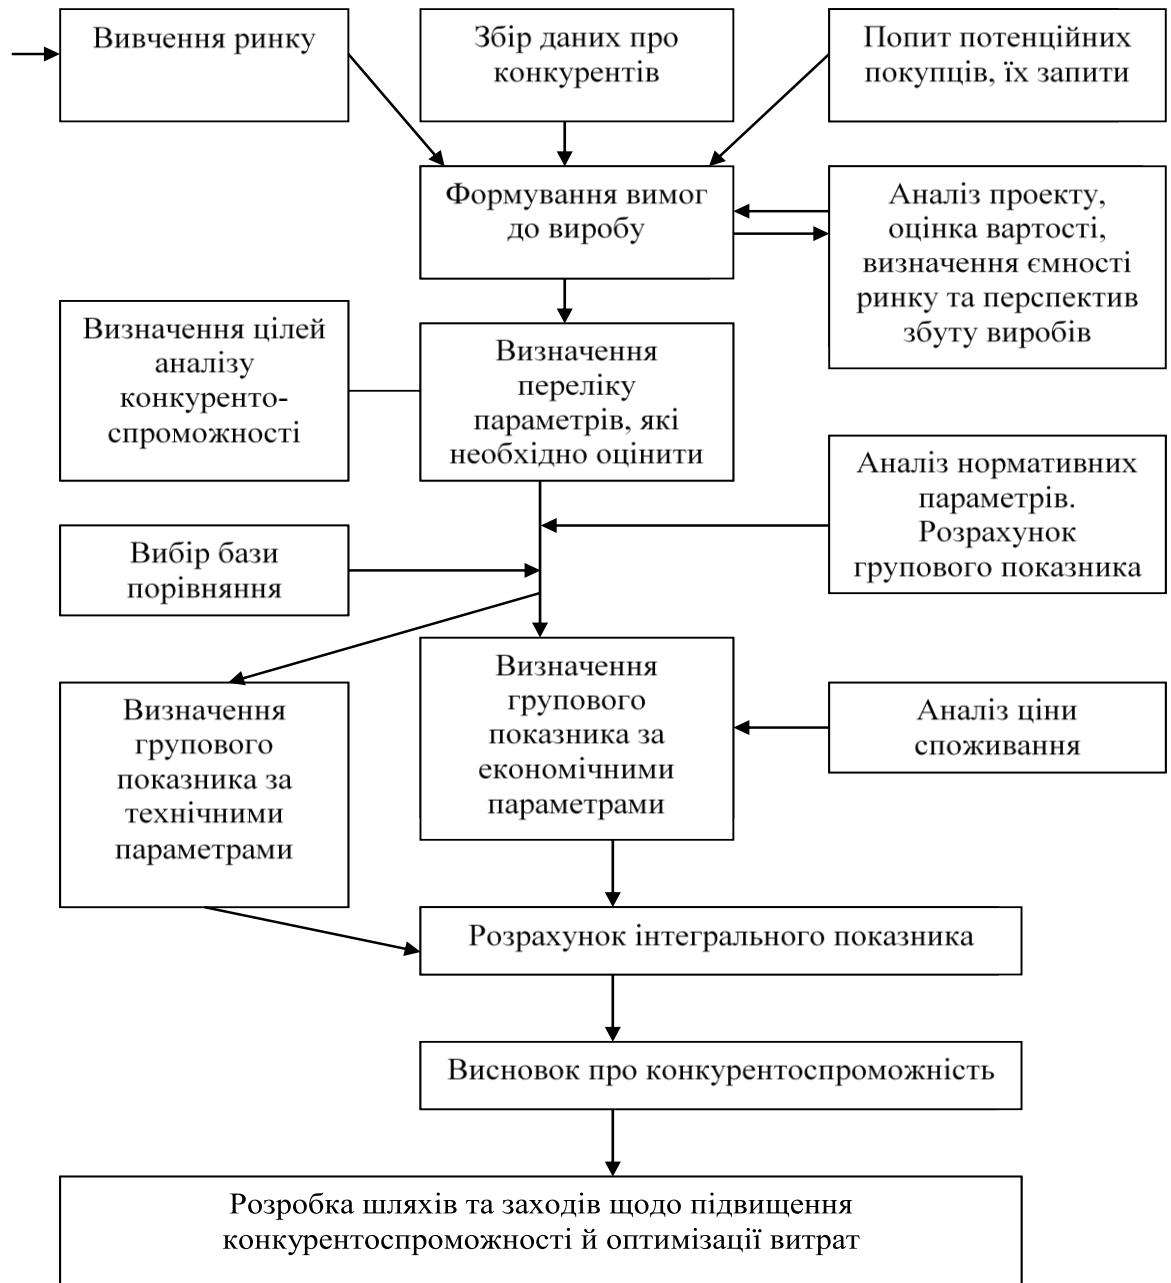 Вивчення ринку
Збір даних про
конкурентів
Попит потенційних
покупців, їх запити
Формування вимог
до виробу
Аналіз проекту,
оцінка вартості,
визначення ємності
ринку та перспектив
збуту виробів
Визначення цілей
аналізу
конкуренто-
спроможності
Визначення
переліку
параметрів, які
необхідно оцінити
Аналіз нормативних
параметрів.
Розрахунок
групового показника
Вибір бази
порівняння
Визначення
групового
показника за
технічними
параметрами
Визначення
групового
показника за
економічними
параметрами
Аналіз ціни
споживання
Розрахунок інтегрального показника
Висновок про конкурентоспроможність
Розробка шляхів та заходів щодо підвищення
конкурентоспроможності й оптимізації витрат